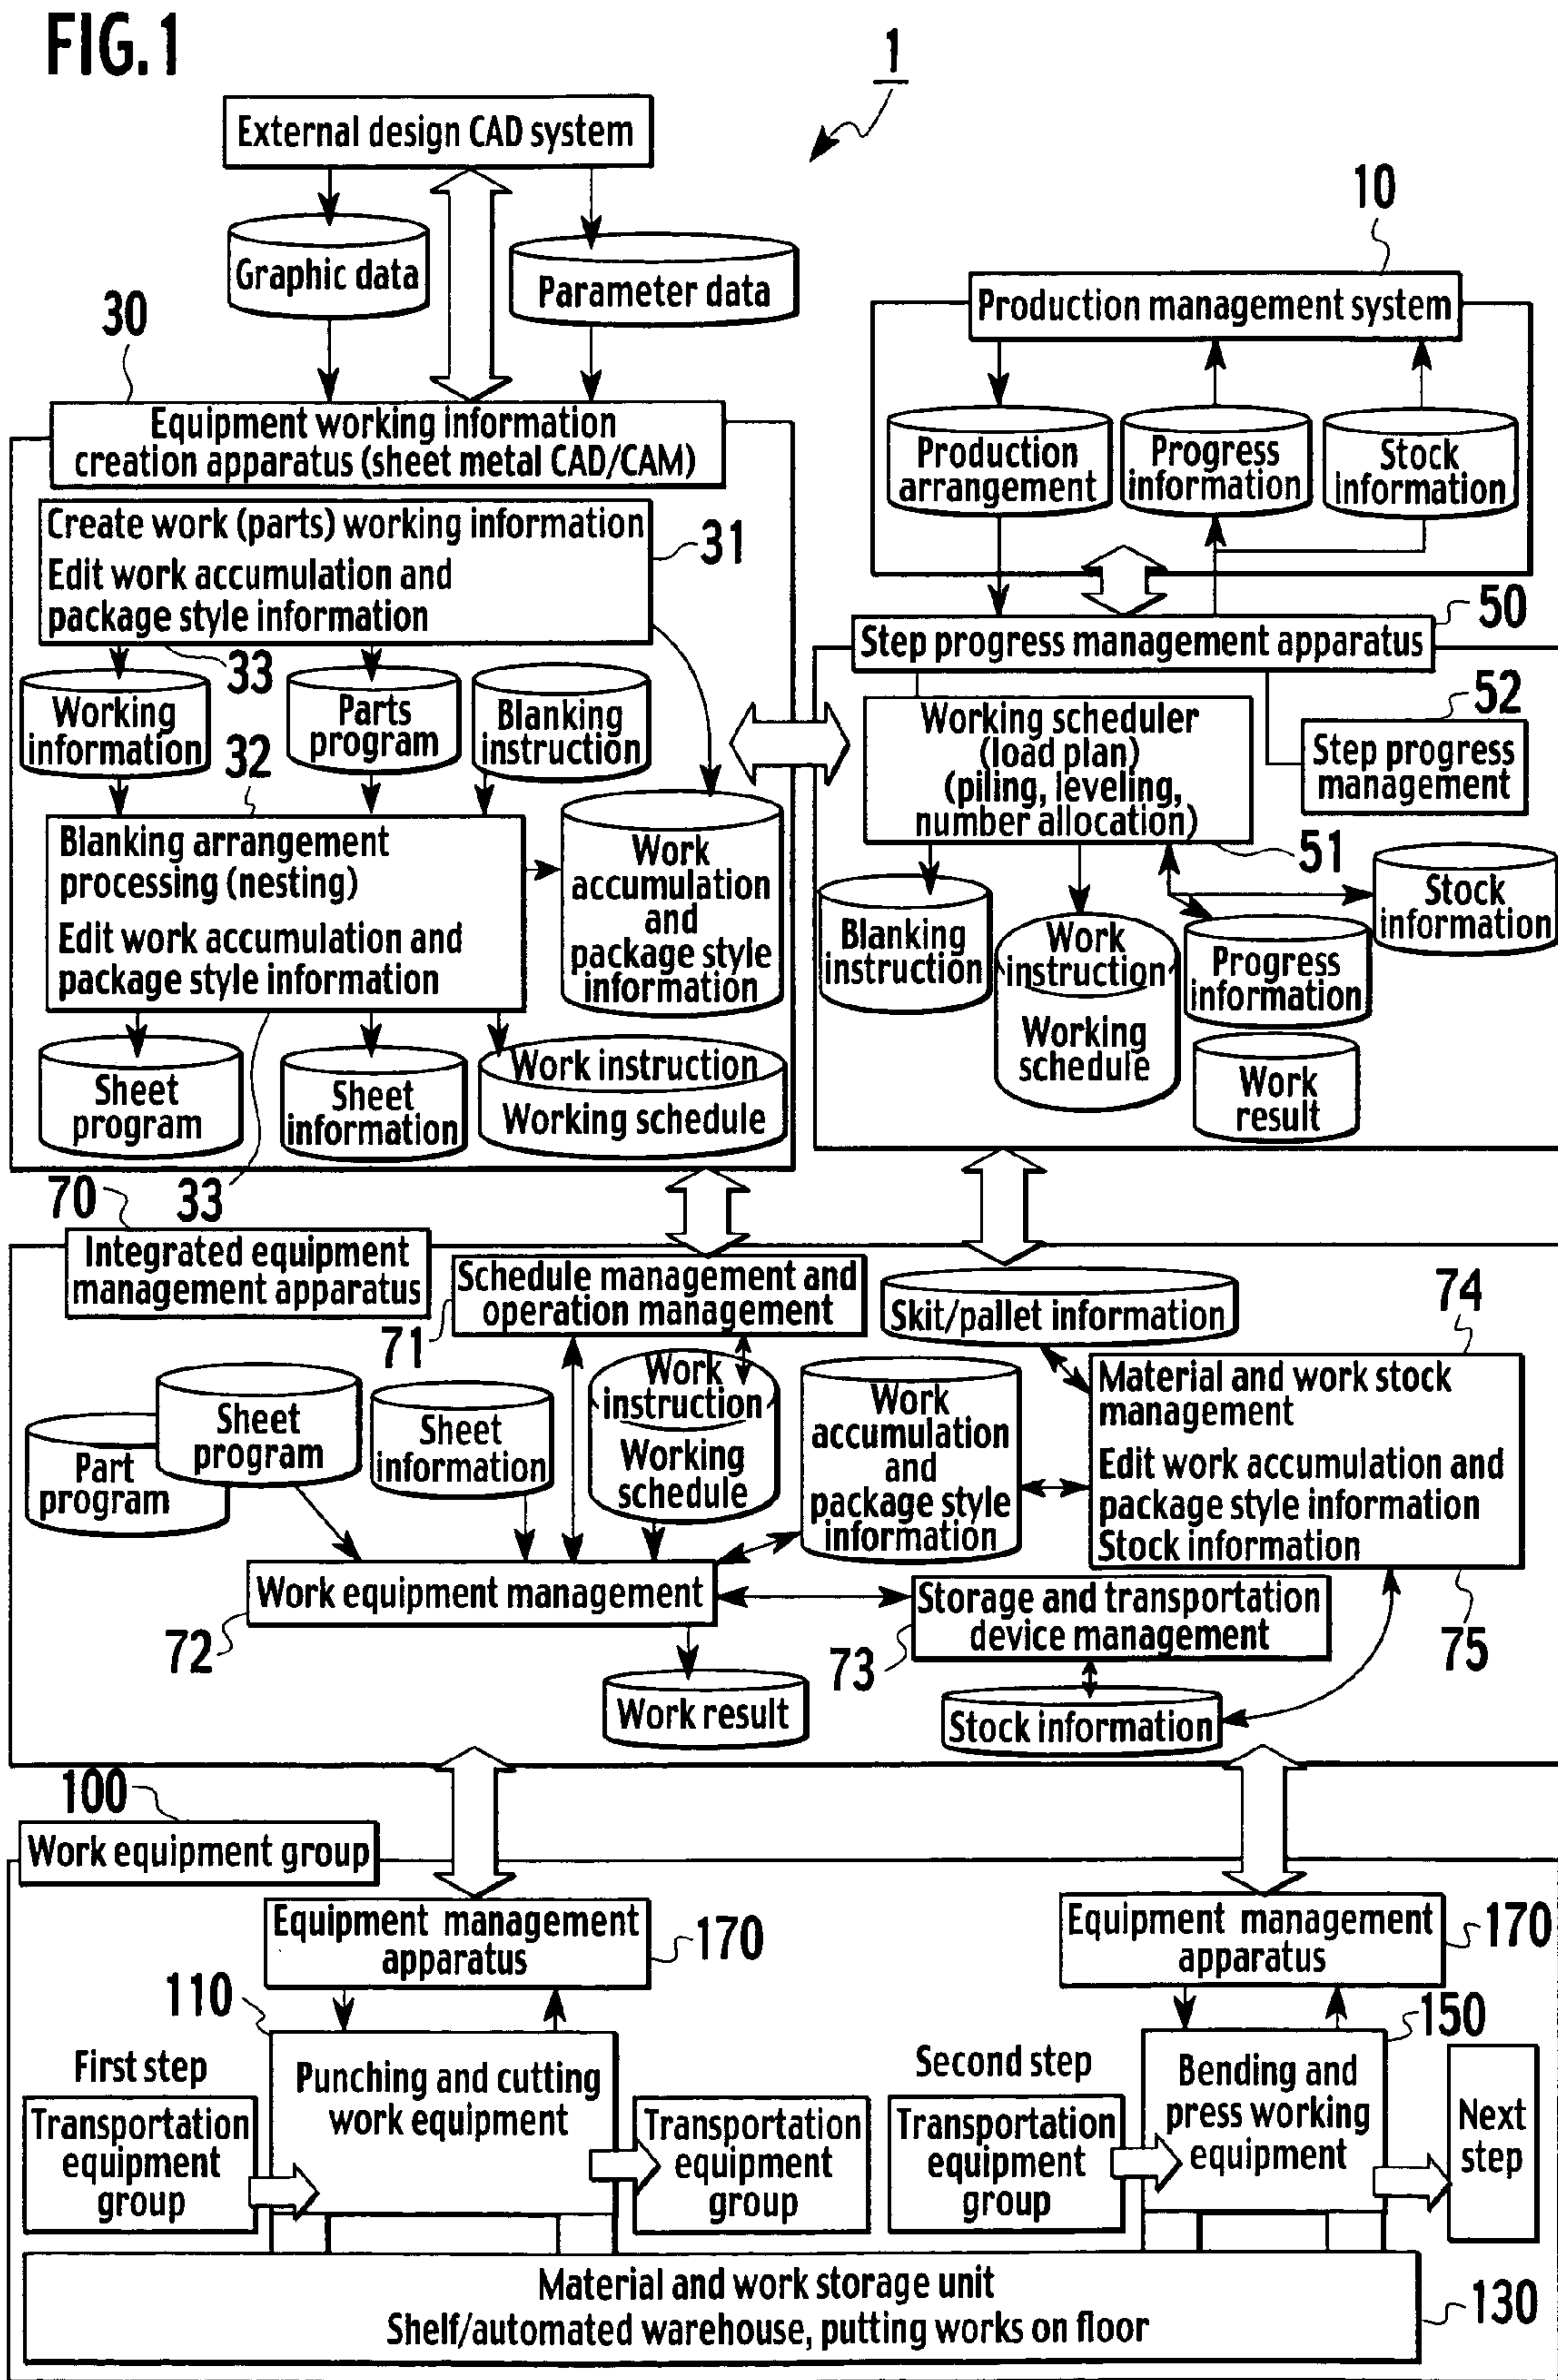 FIG.1
1
External design CAD system
Graphic data
Parameter data
10
Production management system
Production
arrangement
Progress
information
Stock
information
30
Equipment working information
creation apparatus (sheet metal CAD/CAM)
Create work (parts) working information
Edit work accumulation and
package style information
31
33
Working
information
Parts
program
Blanking
instruction
32
Blanking arrangement
processing (nesting)
Edit work accumulation and
package style information
Work
accumulation
and
package style
information
Sheet
program
Sheet
information
Work instruction
Working schedule
33
50
Step progress management apparatus
Working scheduler
(load plan)
(piling, leveling,
number allocation)
52
Step progress
management
51
Blanking
instruction
Work
instruction
Working
schedule
Progress
information
Stock
information
Work
result
70
Integrated equipment
management apparatus
Schedule management and
operation management
71
Skit/pallet information
74
Material and work stock
management
Edit work accumulation and
package style information
Stock information
75
Part
program
Sheet
program
Sheet
information
Work
instruction
Working
schedule
Work
accumulation
and
package style
information
Work equipment management
72
Storage and transportation
device management
73
Work result
Stock information
100
Work equipment group
Equipment management
apparatus
170
Equipment management
apparatus
170
110
150
First step
Transportation
equipment
group
Punching and cutting
work equipment
Transportation
equipment
group
Second step
Transportation
equipment
group
Bending and
press working
equipment
Next
step
Material and work storage unit
Shelf/automated warehouse, putting works on floor
130